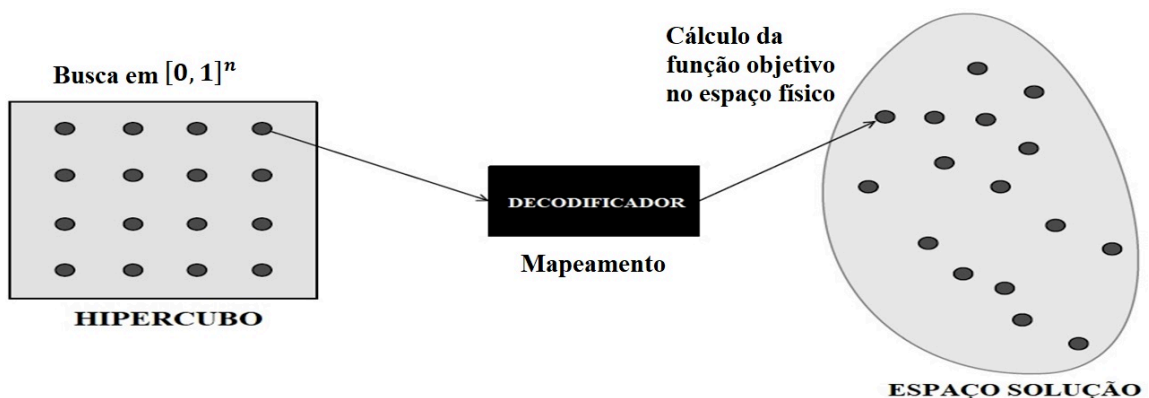 Busca em [0, 1]ⁿ
HIPERCUBO
DECODIFICADOR
Mapeamento
Cálculo da
função objetivo
no espaço físico
ESPAÇO SOLUÇÃO